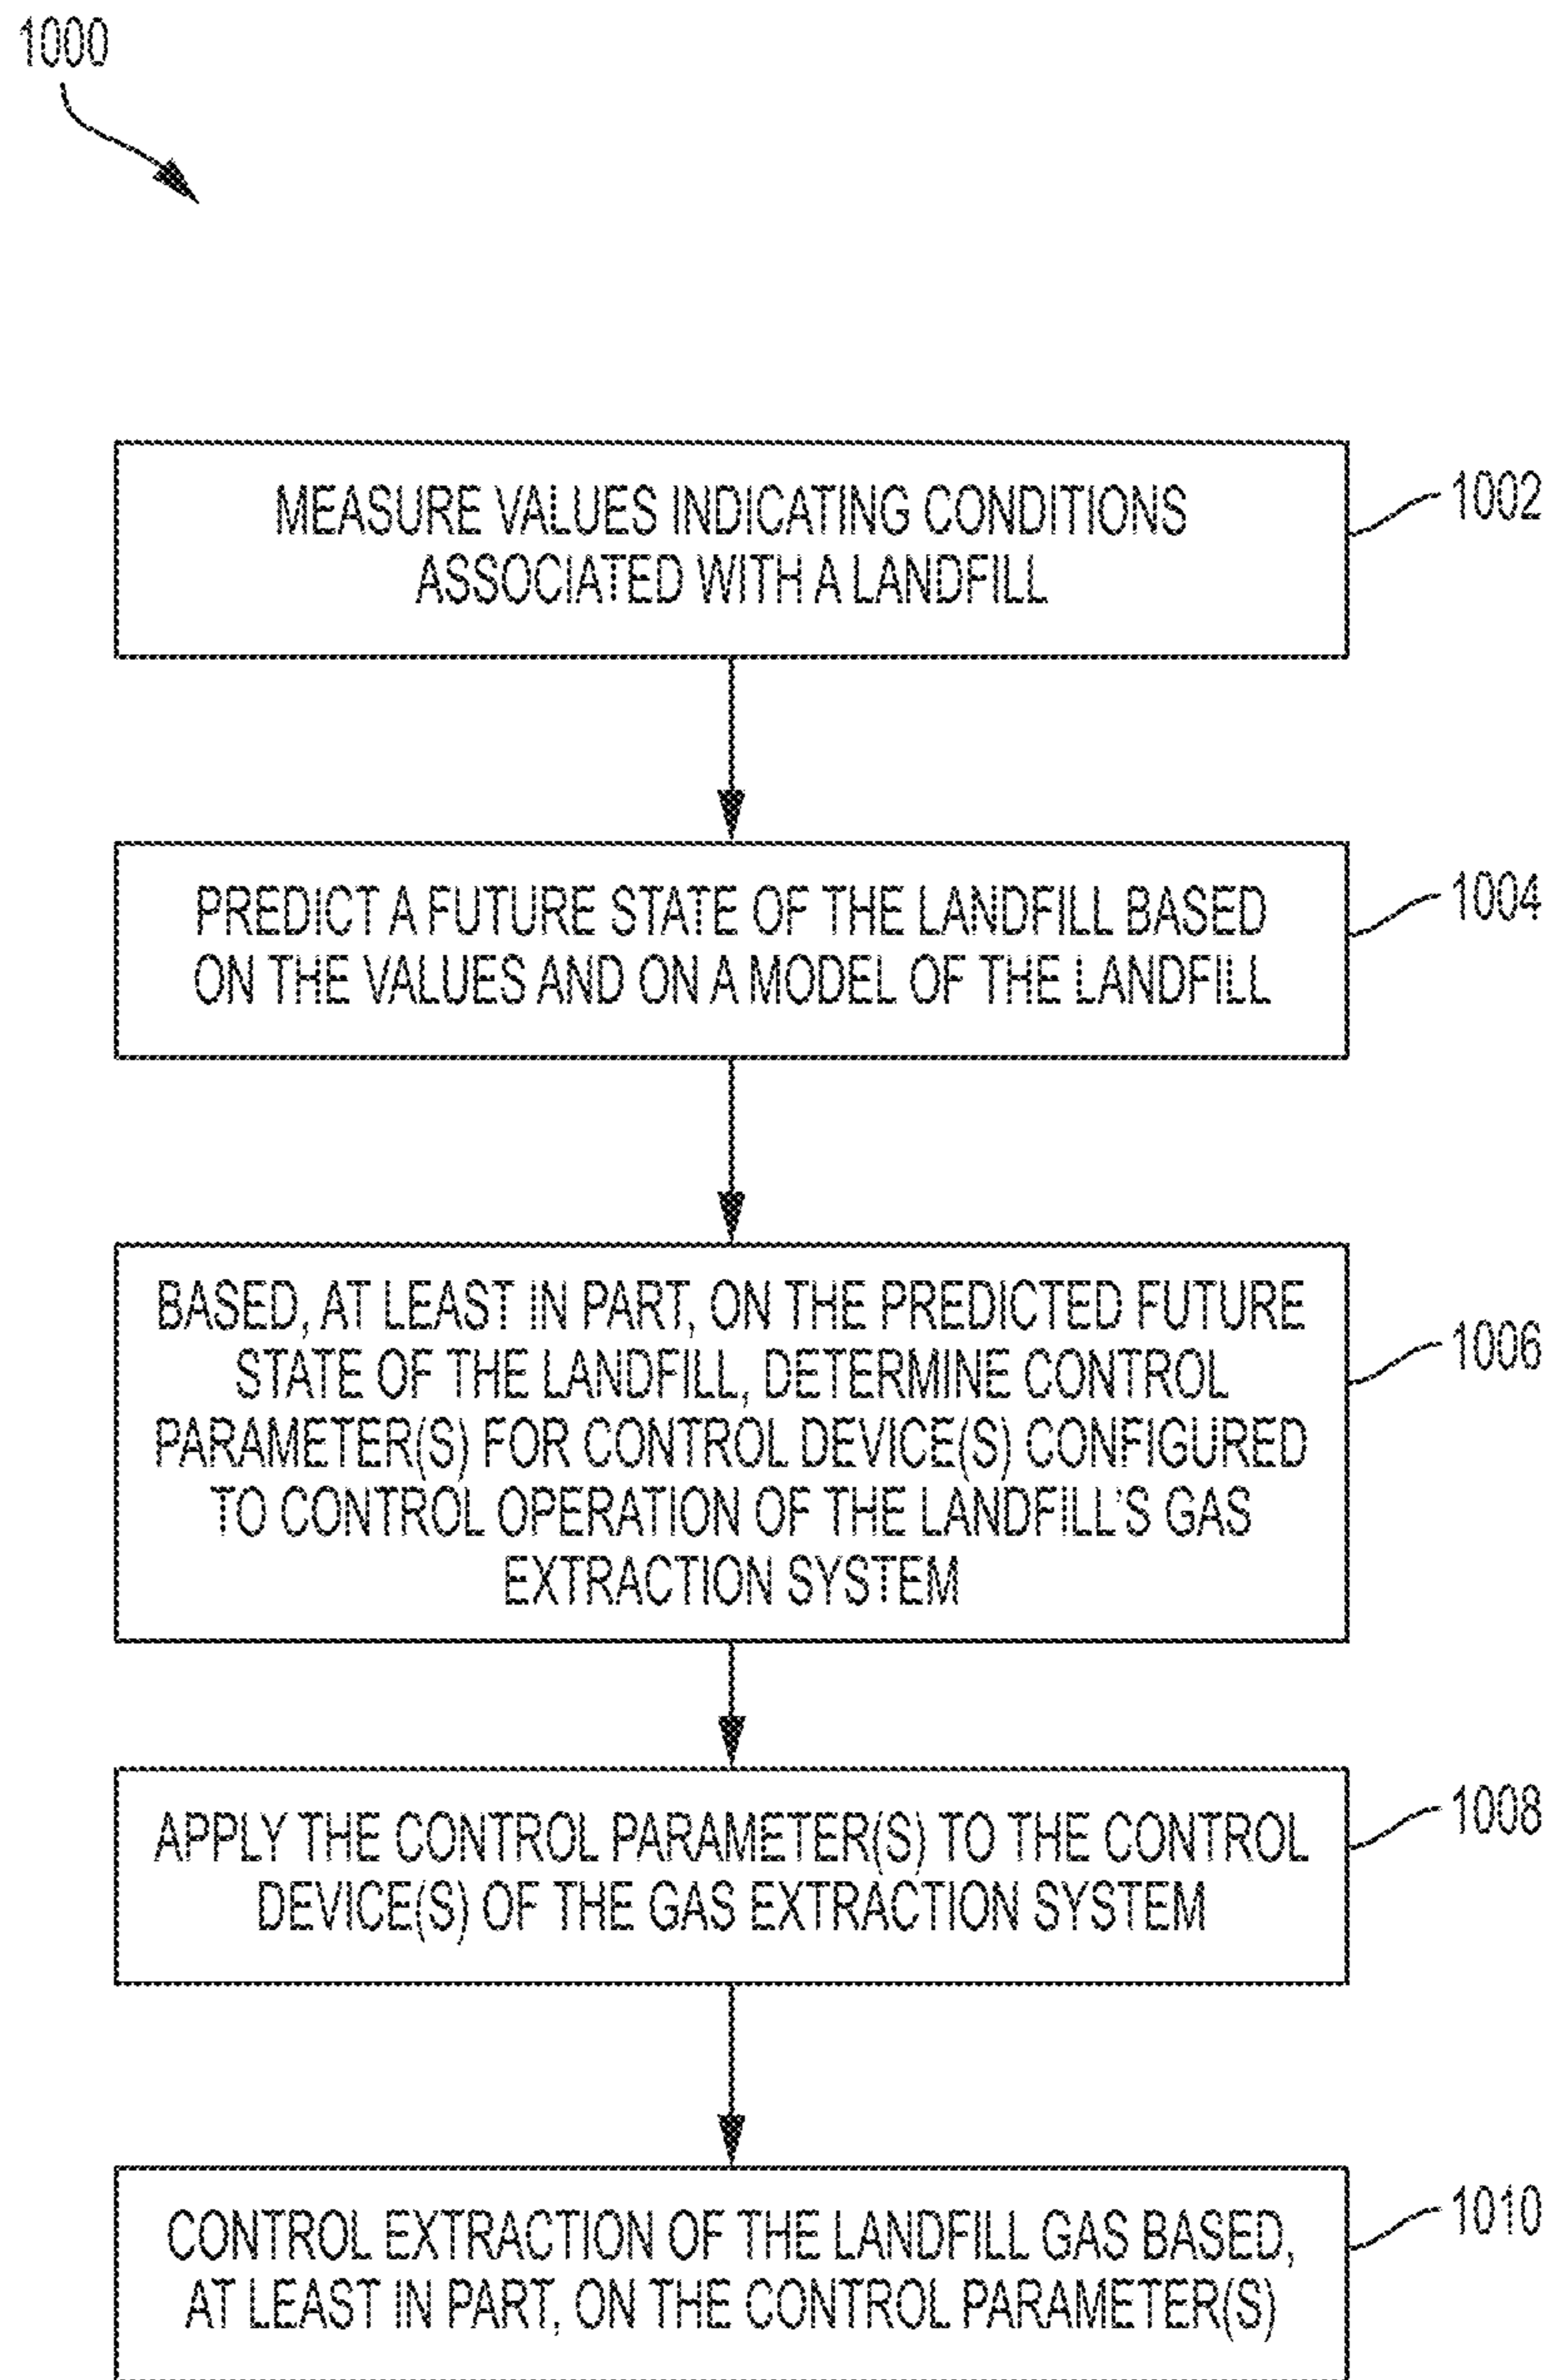 1000
MEASURE VALUES INDICATING CONDITIONS
ASSOCIATED WITH A LANDFILL
1002
PREDICT A FUTURE STATE OF THE LANDFILL BASED
ON THE VALUES AND ON A MODEL OF THE LANDFILL
1004
BASED, AT LEAST IN PART, ON THE PREDICTED FUTURE
STATE OF THE LANDFILL, DETERMINE CONTROL
PARAMETER(S) FOR CONTROL DEVICE(S) CONFIGURED
TO CONTROL OPERATION OF THE LANDFILL'S GAS
EXTRACTION SYSTEM
1006
APPLY THE CONTROL PARAMETER(S) TO THE CONTROL
DEVICE(S) OF THE GAS EXTRACTION SYSTEM
1008
CONTROL EXTRACTION OF THE LANDFILL GAS BASED,
AT LEAST IN PART, ON THE CONTROL PARAMETER(S)
1010